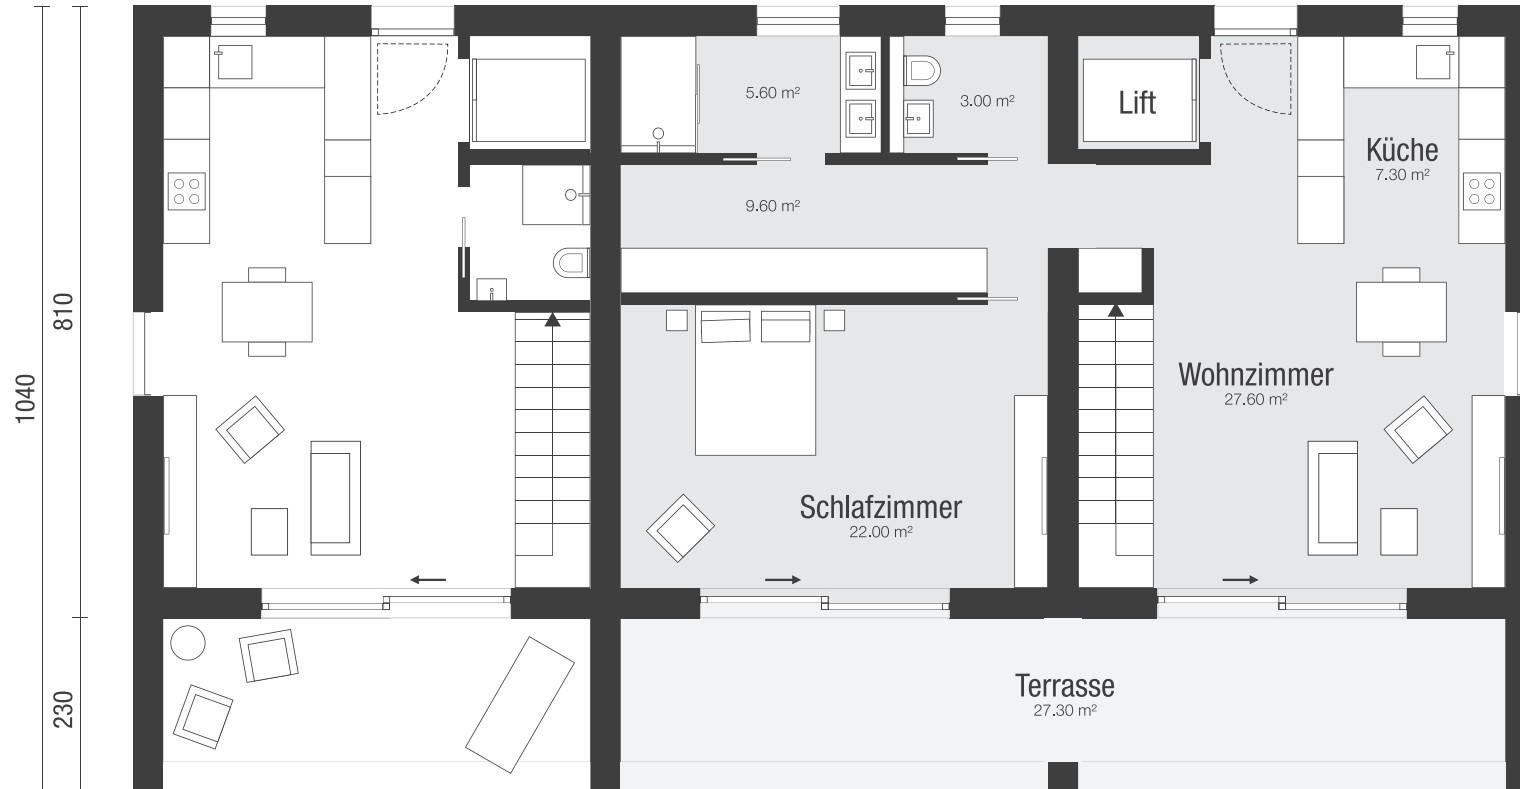 5.60 m²
3.00 m²
Lift
Küche
7.30 m²
9.60 m²
810
1040
Wohnzimmer
27.60 m²
Schlafzimmer
22.00 m²
230
Terrasse
27.30 m²